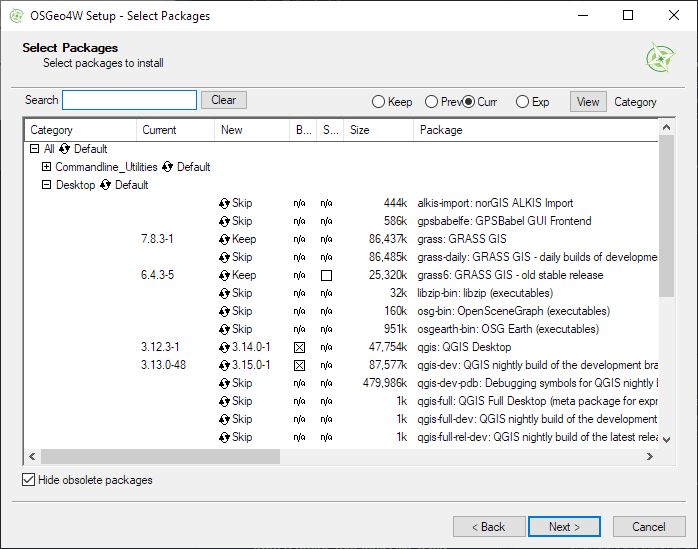 OSGeo4W Setup - Select Packages
Select Packages
Select packages to install
Search Clear Keep Prev Curr Exp View Category
Category Current New B... S... Size Package
All Default
Commandline_Utilities Default
Desktop Default
Skip n/a n/a 444k alkis-import: norGIS ALKIS Import
Skip n/a n/a 586k gpsbabelfe: GPSBabel GUI Frontend
7.8.3-1 Keep n/a n/a 86,437k grass: GRASS GIS
Skip n/a n/a 86,485k grass-daily: GRASS GIS - daily builds of developme
6.4.3-5 Keep n/a 25,320k grass6: GRASS GIS - old stable release
Skip n/a n/a 32k libzip-bin: libzip (executables)
Skip n/a n/a 160k osg-bin: OpenSceneGraph (executables)
Skip n/a n/a 951k osgearth-bin: OSG Earth (executables)
3.12.3-1 3.14.0-1 n/a 47,754k qgis: QGIS Desktop
3.13.0-48 3.15.0-1 n/a 87,577k qgis-dev: QGIS nightly build of the development bra
Skip n/a n/a 479,986k qgis-dev-pdb: Debugging symbols for QGIS nightly b
Skip n/a n/a 1k qgis-full: QGIS Full Desktop (meta package for expr
Skip n/a n/a 1k qgis-full-dev: QGIS nightly build of the development
Skip n/a n/a 1k qgis-full-rel-dev: QGIS nightly build of the latest relea
Hide obsolete packages
< Back Next > Cancel